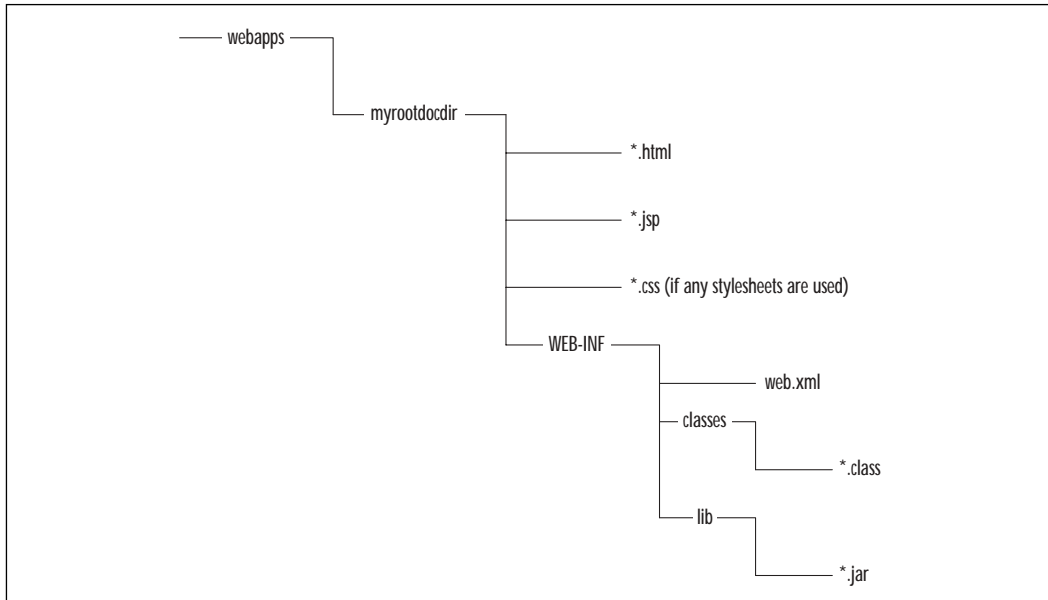 webapps
myrootdocdir
*.html
*.jsp
*.css (if any stylesheets are used)
WEB-INF
web.xml
classes
*.class
lib
*.jar